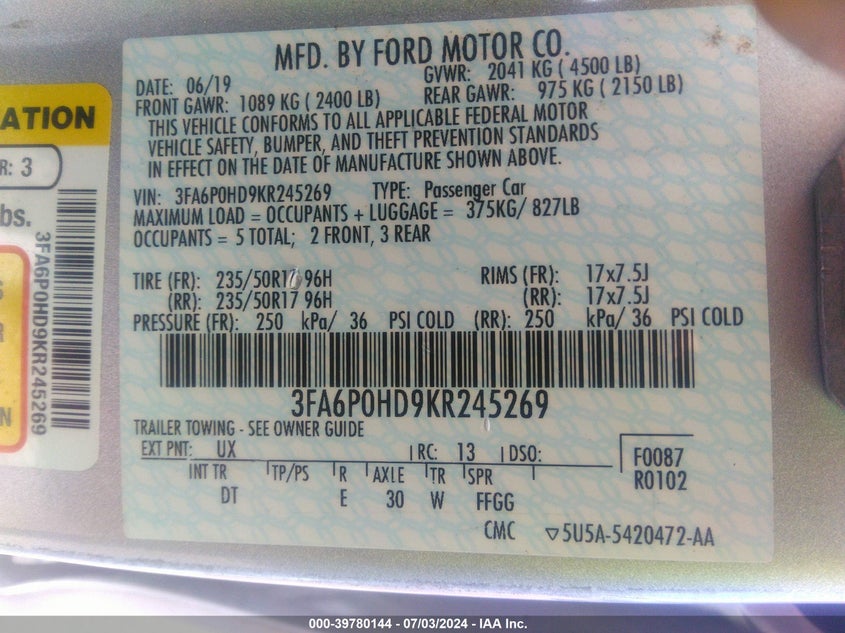 MFD. BY FORD MOTOR CO.
DATE: 06/19 GVWR: 2041 KG ( 4500 LB)
FRONT GAWR: 1089 KG ( 2400 LB) REAR GAWR: 975 KG ( 2150 LB)
THIS VEHICLE CONFORMS TO ALL APPLICABLE FEDERAL MOTOR
VEHICLE SAFETY, BUMPER, AND THEFT PREVENTION STANDARDS
IN EFFECT ON THE DATE OF MANUFACTURE SHOWN ABOVE.
VIN: 3FA6P0HD9KR245269 TYPE: Passenger Car
MAXIMUM LOAD = OCCUPANTS + LUGGAGE = 375KG/ 827LB
OCCUPANTS = 5 TOTAL; 2 FRONT, 3 REAR
TIRE (FR): 235/50R17 96H RIMS (FR): 17x7.5J
(RR): 235/50R17 96H (RR): 17x7.5J
PRESSURE (FR): 250 kPa/ 36 PSI COLD (RR): 250 kPa/ 36 PSI COLD
3FA6P0HD9KR245269
TRAILER TOWING - SEE OWNER GUIDE
EXT PNT: UX RC: 13 DSO:
INT TR TP/PS R AXLE TR SPR
DT E 30 W FFGG
F0087
R0102
CMC ▽5U5A-5420472-AA
ATION
R: 3
bs.
3FA6P0HD9KR245269
N
000-39780144 - 07/03/2024 - IAA Inc.